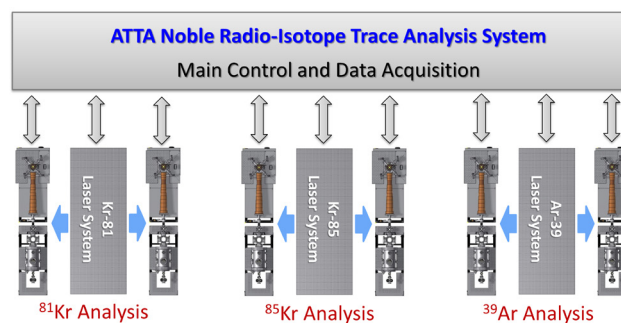 ATTA Noble Radio-Isotope Trace Analysis System
Main Control and Data Acquisition
Kr-81
Laser System
Kr-85
Laser System
Ar-39
Laser System
⁸¹Kr Analysis
⁸⁵Kr Analysis
³⁹Ar Analysis